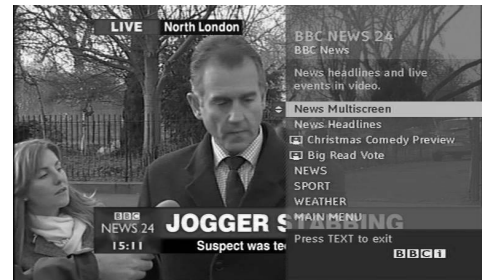 LIVE North London
BBC NEWS 24
BBC News
News headlines and live
events in video.
News Multiscreen
News Headlines
Christmas Comedy Preview
Big Read Vote
NEWS
SPORT
WEATHER
MAIN MENU
Press TEXT to exit
BBC 1
BBC
NEWS 24
15:11
JOGGER STABBING
Suspect was